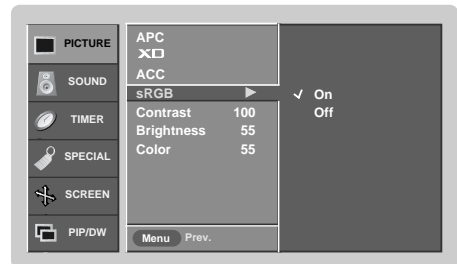 PICTURE
SOUND
TIMER
SPECIAL
SCREEN
PIP/DW
APC
XD
ACC
sRGB
Contrast 100
Brightness 55
Color 55
Menu Prev.
On
Off